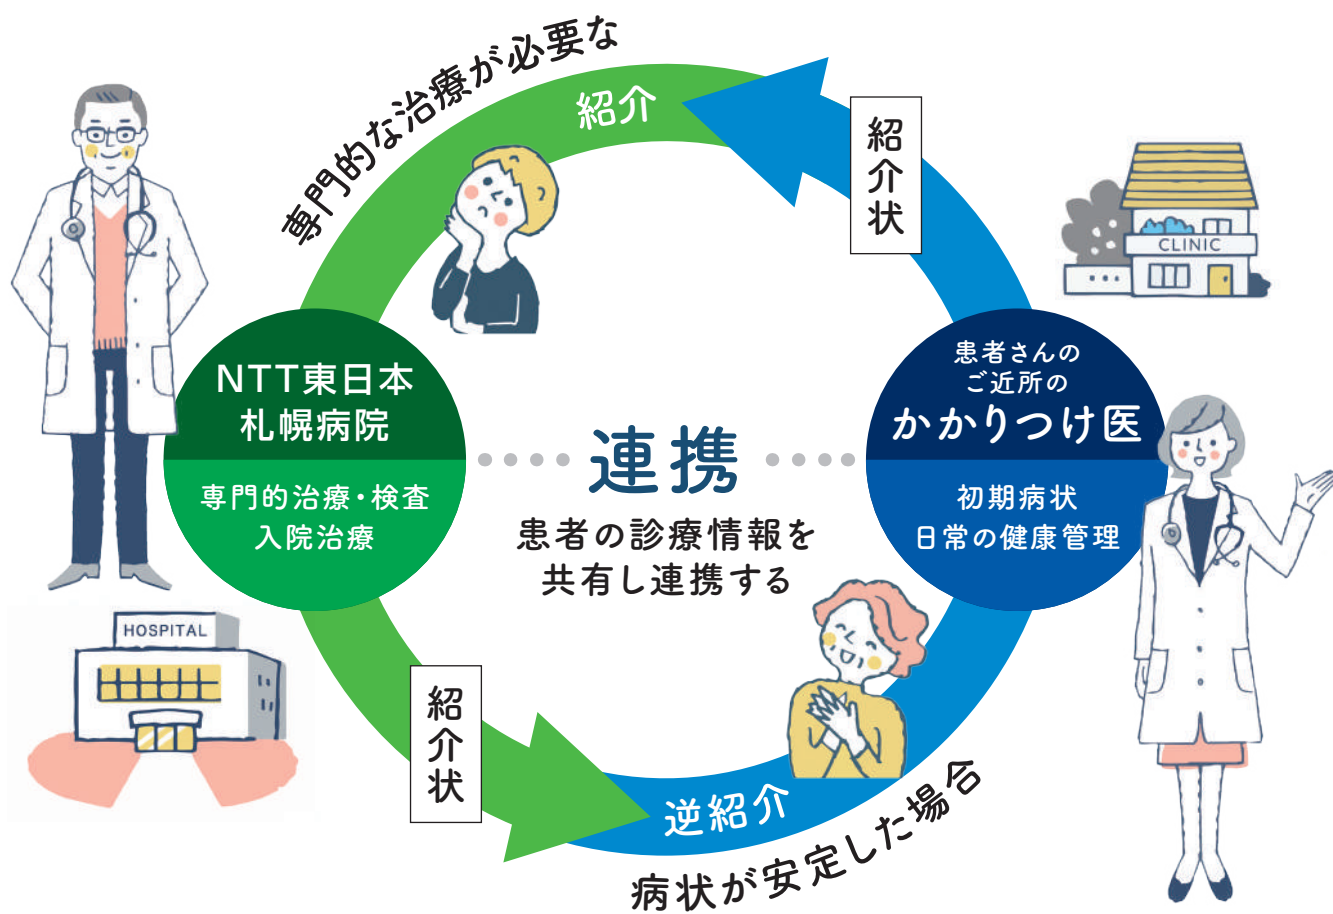 専門的な治療が必要な
紹介
紹介状
CLINIC
NTT東日本
札幌病院
専門的治療・検査
入院治療
連携
患者の診療情報を
共有し連携する
患者さんの
ご近所の
かかりつけ医
初期病状
日常の健康管理
HOSPITAL
紹介状
逆紹介
病状が安定した場合